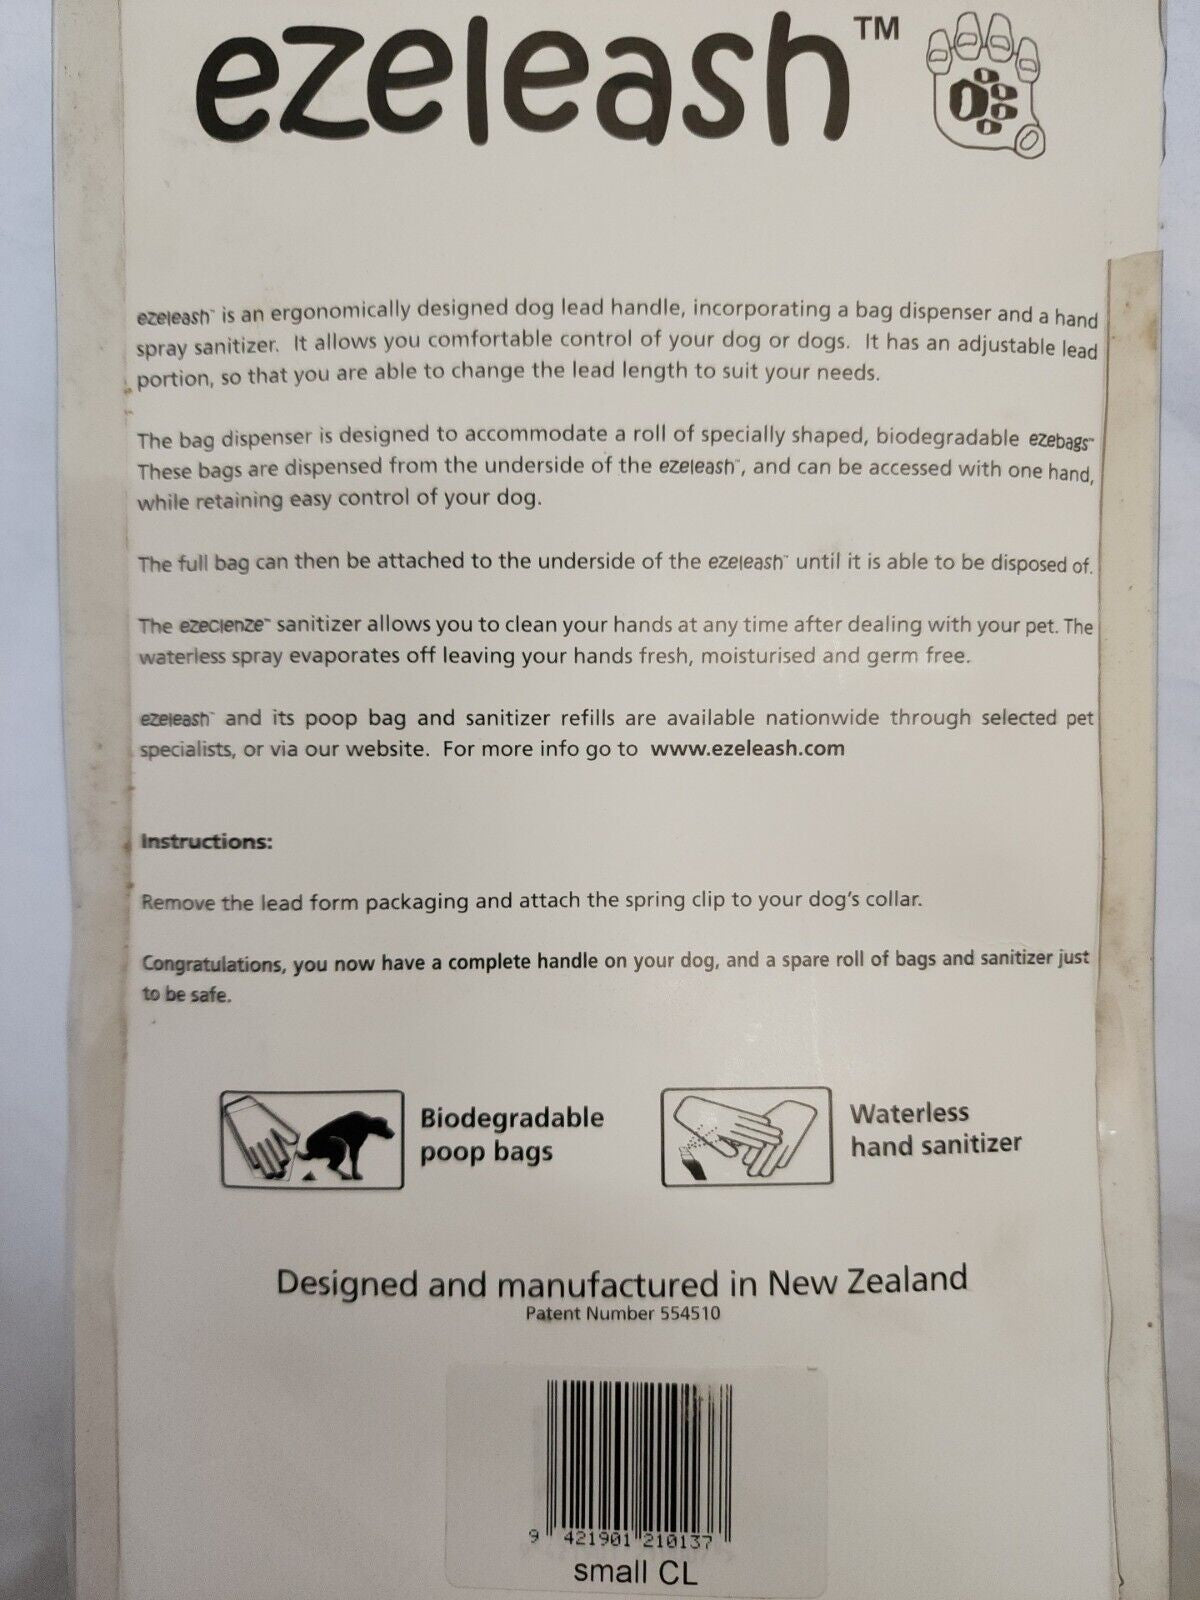 ezeleash™
ezeleash™ is an ergonomically designed dog lead handle, incorporating a bag dispenser and a hand
spray sanitizer. It allows you comfortable control of your dog or dogs. It has an adjustable lead
portion, so that you are able to change the lead length to suit your needs.
The bag dispenser is designed to accommodate a roll of specially shaped, biodegradable ezebags™
These bags are dispensed from the underside of the ezeleash™, and can be accessed with one hand,
while retaining easy control of your dog.
The full bag can then be attached to the underside of the ezeleash™ until it is able to be disposed of.
The ezeclenze™ sanitizer allows you to clean your hands at any time after dealing with your pet. The
waterless spray evaporates off leaving your hands fresh, moisturised and germ free.
ezeleash™ and its poop bag and sanitizer refills are available nationwide through selected pet
specialists, or via our website. For more info go to www.ezeleash.com
Instructions:
Remove the lead form packaging and attach the spring clip to your dog's collar.
Congratulations, you now have a complete handle on your dog, and a spare roll of bags and sanitizer just
to be safe.
Biodegradable
poop bags
Waterless
hand sanitizer
Designed and manufactured in New Zealand
Patent Number 554510
9 421901 210137
small CL